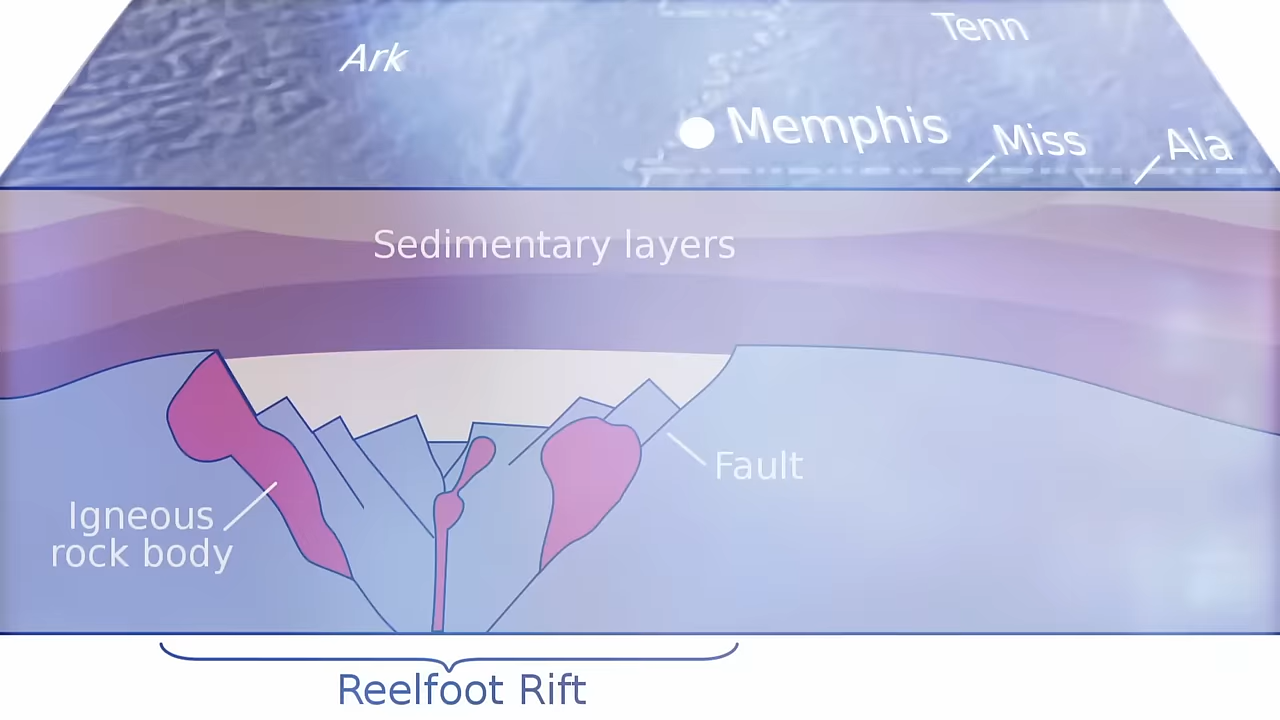 Tenn
Ark
Memphis
Miss
Ala
Sedimentary layers
Fault
Igneous
rock body
Reelfoot Rift